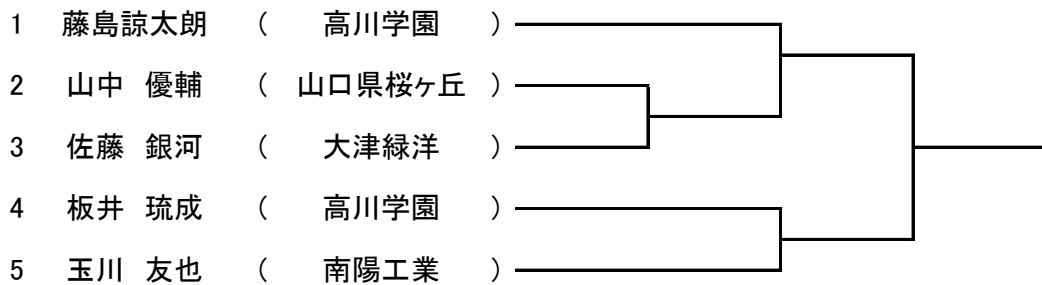 1 藤島諒太朗 ( 高川学園 )
2 山中 優輔 ( 山口県桜ヶ丘 )
3 佐藤 銀河 ( 大津緑洋 )
4 板井 琉成 ( 高川学園 )
5 玉川 友也 ( 南陽工業 )